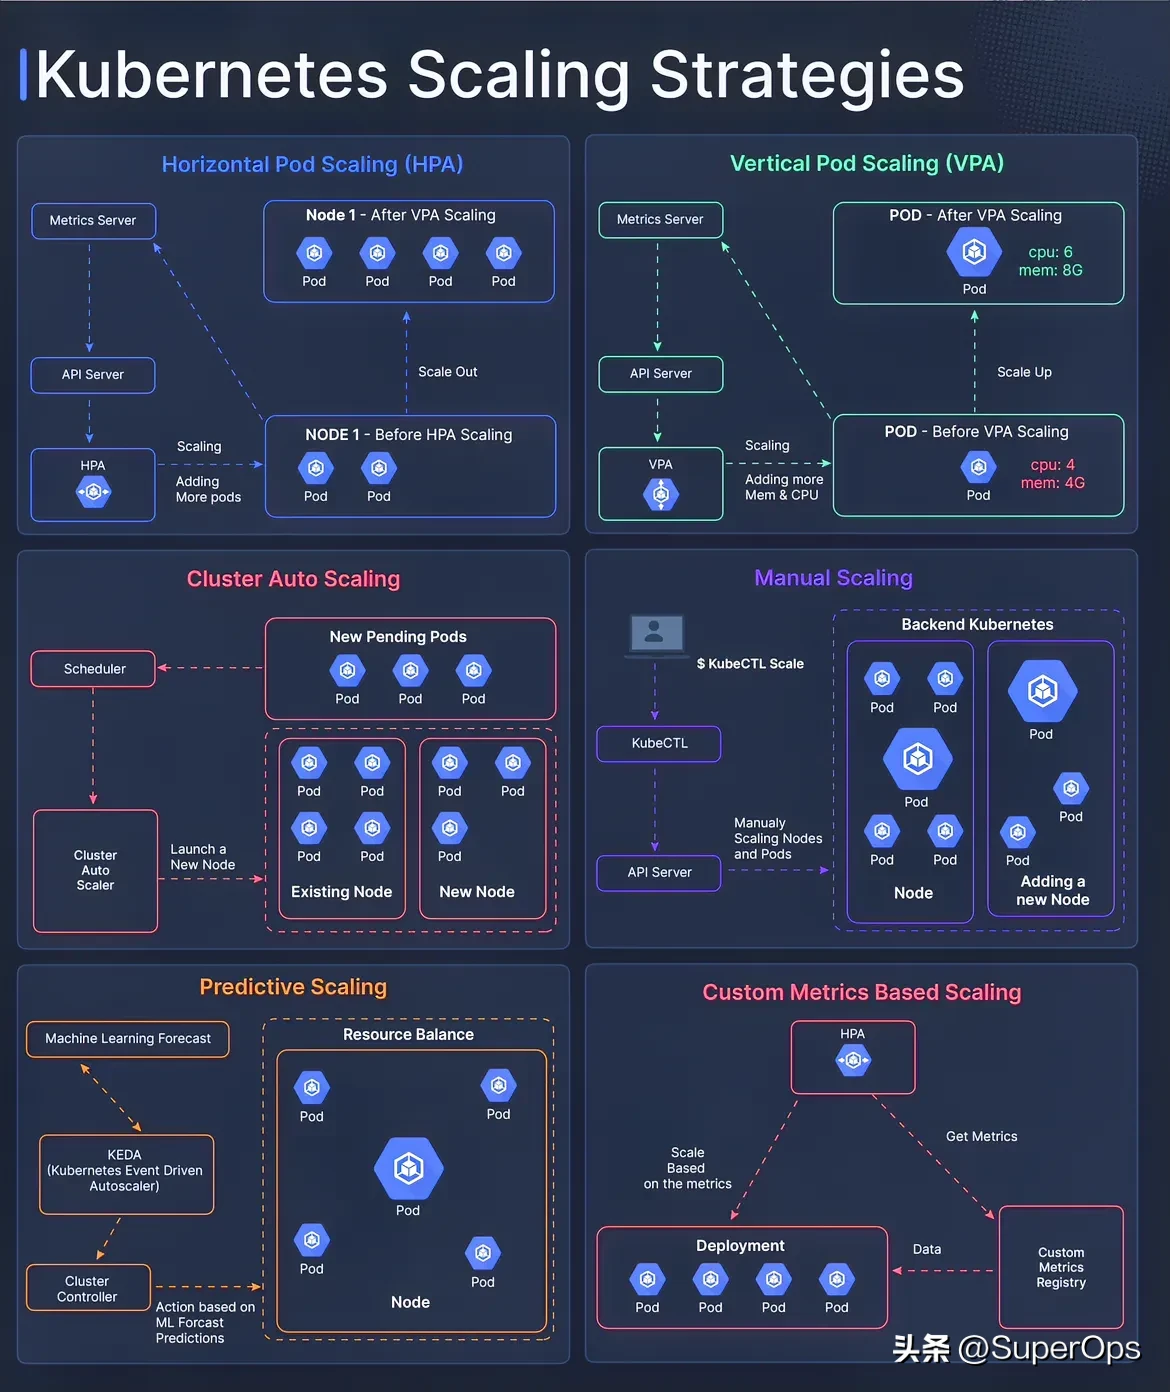 Kubernetes Scaling Strategies
Horizontal Pod Scaling (HPA)
Metrics Server
Node 1 - After VPA Scaling
Pod
Pod
Pod
Pod
API Server
Scale Out
HPA
Scaling
Adding
More pods
NODE 1 - Before HPA Scaling
Pod
Pod
Vertical Pod Scaling (VPA)
Metrics Server
POD - After VPA Scaling
cpu: 6
mem: 8G
Pod
API Server
Scale Up
VPA
Scaling
Adding more
Mem & CPU
POD - Before VPA Scaling
cpu: 4
mem: 4G
Pod
Cluster Auto Scaling
Scheduler
New Pending Pods
Pod
Pod
Pod
Cluster
Auto
Scaler
Launch a
New Node
Pod
Pod
Pod
Pod
Existing Node
Pod
Pod
Pod
New Node
Manual Scaling
$ KubeCTL Scale
KubeCTL
API Server
Manualy
Scaling Nodes
and Pods
Backend Kubernetes
Pod
Pod
Pod
Pod
Pod
Node
Pod
Pod
Pod
Adding a
new Node
Predictive Scaling
Machine Learning Forecast
KEDA
(Kubernetes Event Driven
Autoscaler)
Cluster
Controller
Action based on
ML Forcast
Predictions
Resource Balance
Pod
Pod
Pod
Pod
Pod
Node
Custom Metrics Based Scaling
HPA
Scale
Based
on the metrics
Get Metrics
Deployment
Pod
Pod
Pod
Pod
Data
Custom
Metrics
Registry
头条 @SuperOps